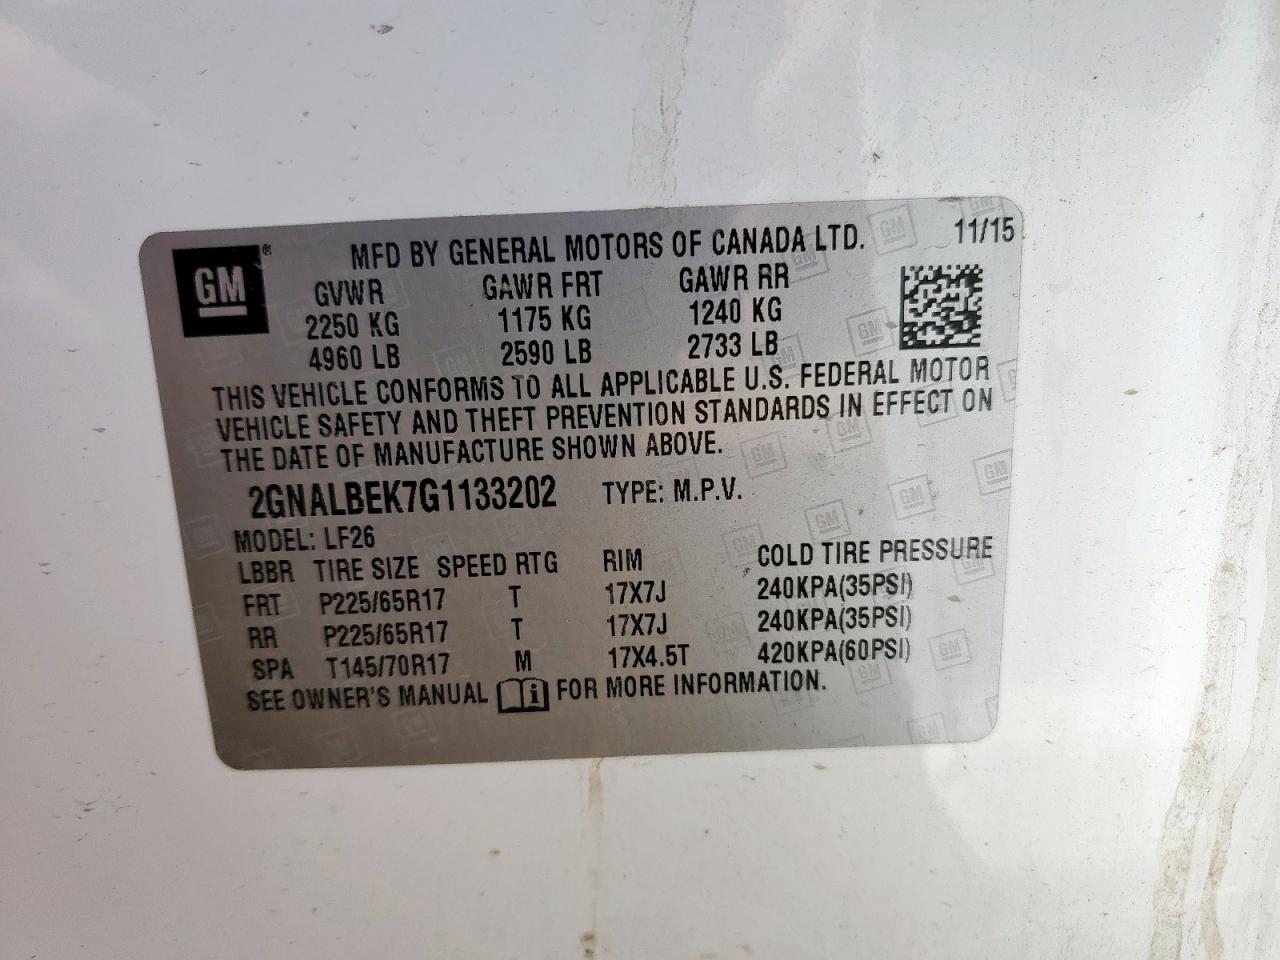 GM ® MFD BY GENERAL MOTORS OF CANADA LTD. 11/15
GVWR GAWR FRT GAWR RR
2250 KG 1175 KG 1240 KG
4960 LB 2590 LB 2733 LB
THIS VEHICLE CONFORMS TO ALL APPLICABLE U.S. FEDERAL MOTOR
VEHICLE SAFETY AND THEFT PREVENTION STANDARDS IN EFFECT ON
THE DATE OF MANUFACTURE SHOWN ABOVE.
2GNALBEK7G1133202 TYPE: M.P.V.
MODEL: LF26
LBBR TIRE SIZE SPEED RTG RIM COLD TIRE PRESSURE
FRT P225/65R17 T 17X7J 240KPA(35PSI)
RR P225/65R17 T 17X7J 240KPA(35PSI)
SPA T145/70R17 M 17X4.5T 420KPA(60PSI)
SEE OWNER'S MANUAL i FOR MORE INFORMATION.